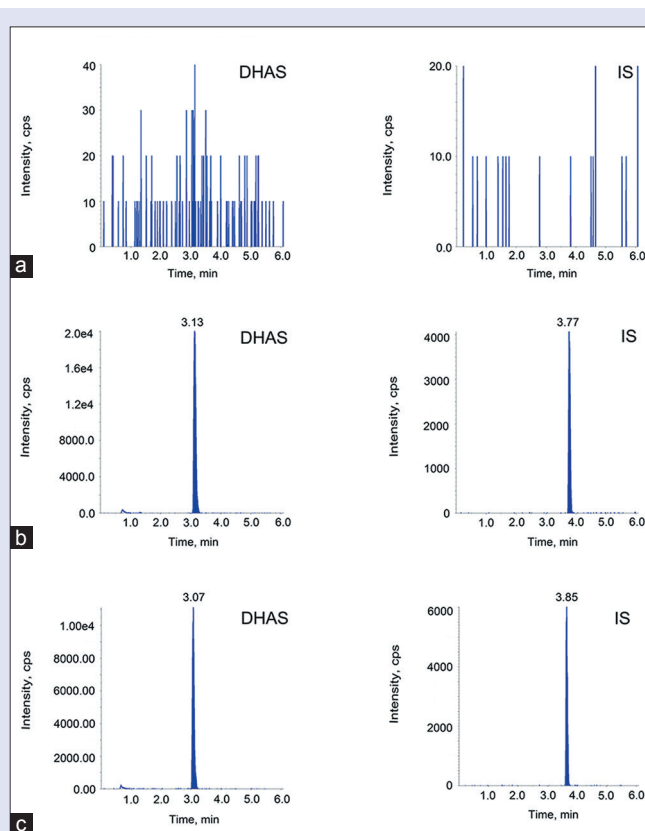 DHAS
Intensity, cps
40
30
20
10
0
1.0 2.0 3.0 4.0 5.0 6.0
Time, min
IS
Intensity, cps
20.0
10.0
0
1.0 2.0 3.0 4.0 5.0 6.0
Time, min
a
3.13
DHAS
Intensity, cps
2.0e4
1.6e4
1.2e4
8000.0
4000.0
0.0
1.0 2.0 3.0 4.0 5.0 6.0
Time, min
3.77
IS
Intensity, cps
4000
3000
2000
1000
0
1.0 2.0 3.0 4.0 5.0 6.0
Time, min
b
3.07
DHAS
Intensity, cps
1.00e4
8000.00
6000.00
4000.00
2000.00
0.00
1.0 2.0 3.0 4.0 5.0 6.0
Time, min
3.85
IS
Intensity, cps
6000
4000
2000
0
1.0 2.0 3.0 4.0 5.0 6.0
Time, min
c